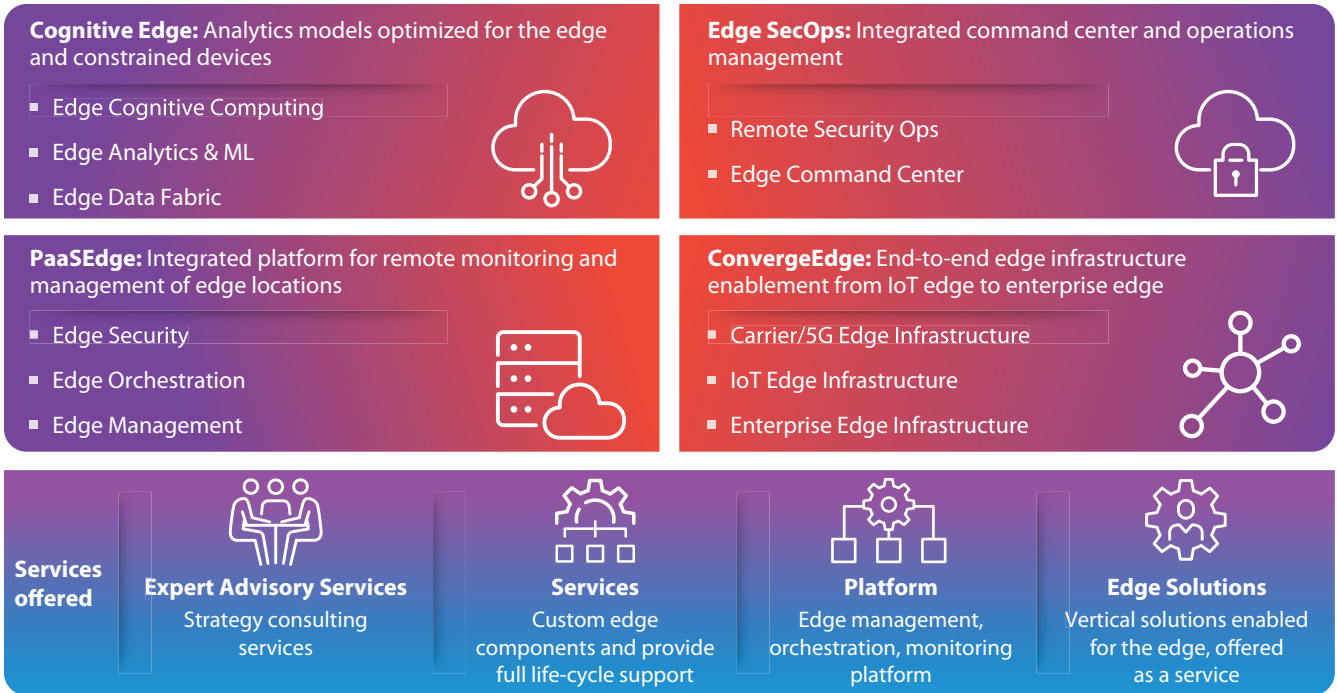 Cognitive Edge: Analytics models optimized for the edge
and constrained devices
Edge Cognitive Computing
Edge Analytics & ML
Edge Data Fabric
Edge SecOps: Integrated command center and operations
management
Remote Security Ops
Edge Command Center
PaaSEdge: Integrated platform for remote monitoring and
management of edge locations
Edge Security
Edge Orchestration
Edge Management
ConvergeEdge: End-to-end edge infrastructure
enablement from IoT edge to enterprise edge
Carrier/5G Edge Infrastructure
IoT Edge Infrastructure
Enterprise Edge Infrastructure
Services
offered
Expert Advisory Services
Strategy consulting
services
Services
Custom edge
components and provide
full life-cycle support
Platform
Edge management,
orchestration, monitoring
platform
Edge Solutions
Vertical solutions enabled
for the edge, offered
as a service